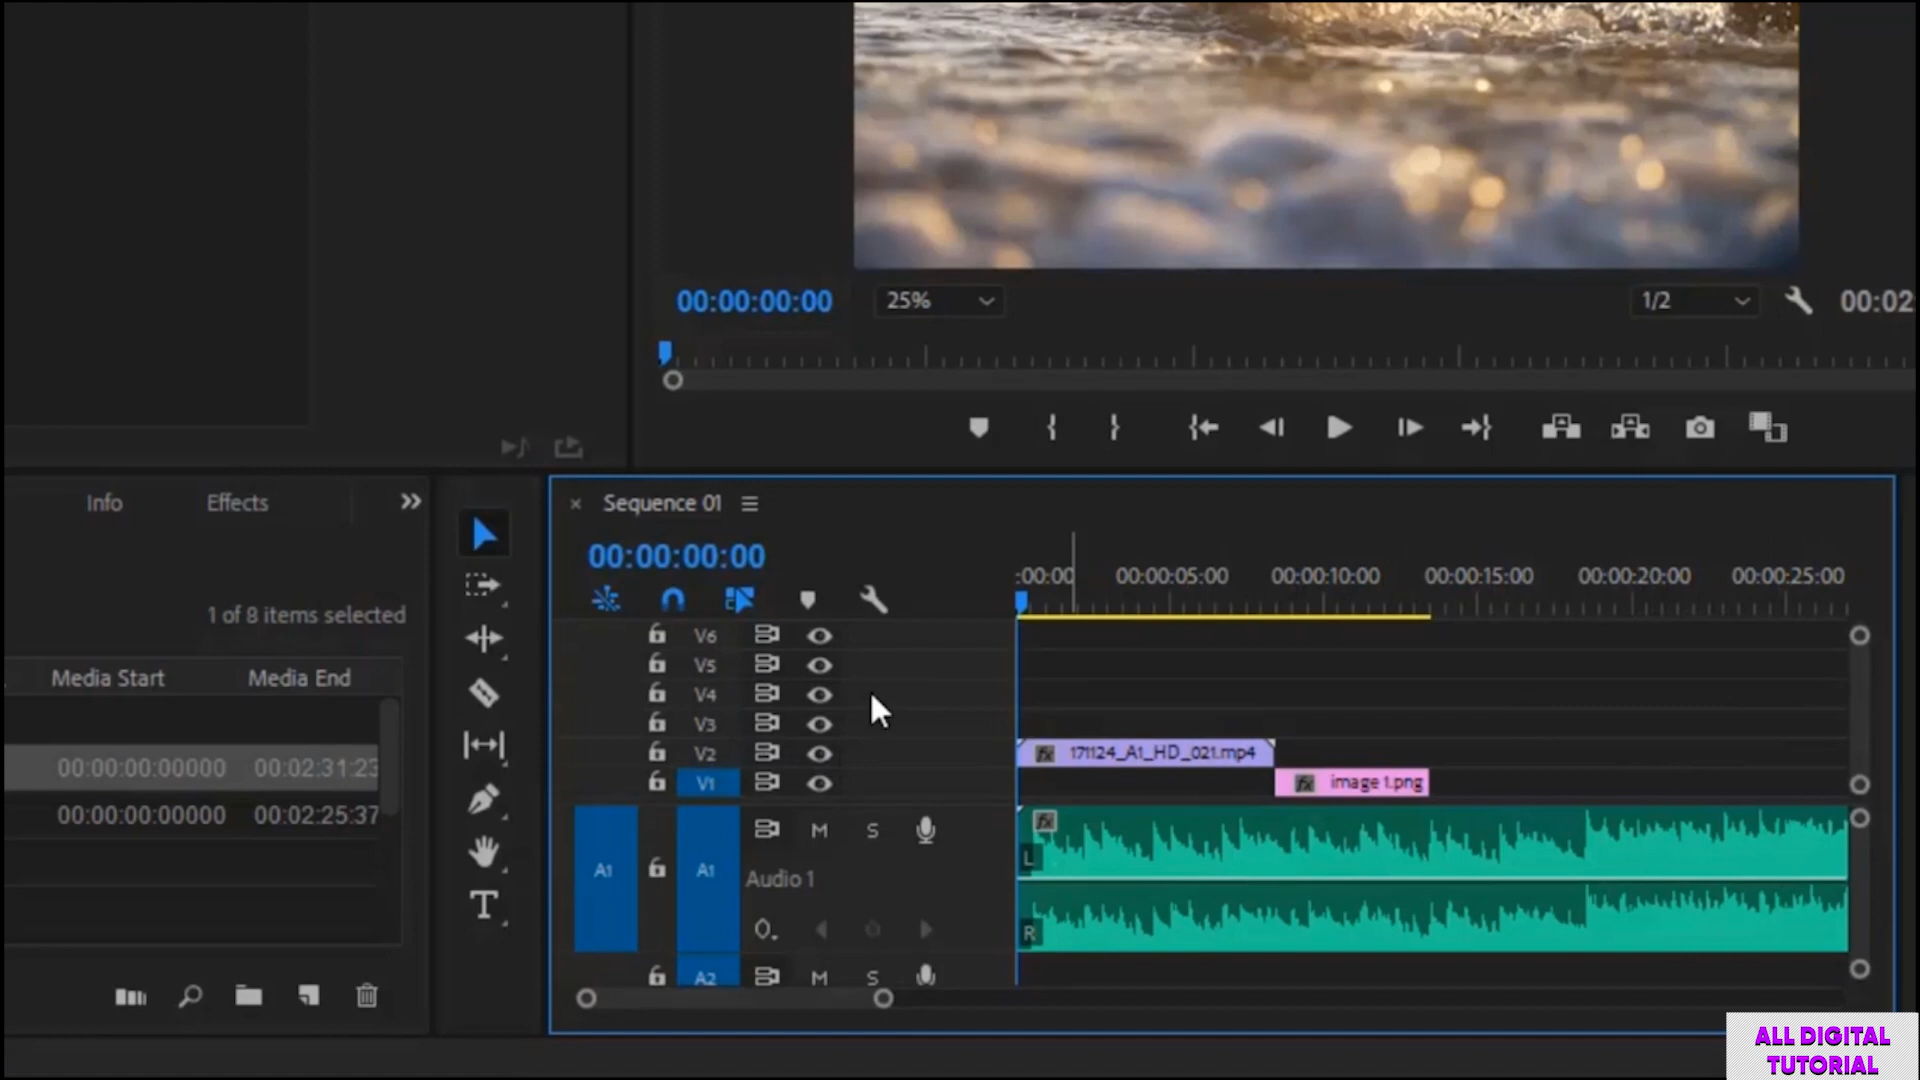 00:00:00:00
25%
1/2
00:02
Info
Effects
Sequence 01
00:00:00:00
:00:00
00:00:05:00
00:00:10:00
00:00:15:00
00:00:20:00
00:00:25:00
1 of 8 items selected
Media Start
Media End
00:00:00:00000
00:02:31:23
00:00:00:00000
00:02:25:37
V6
V5
V4
V3
V2
171124_A1_HD_021.mp4
V1
image 1.png
A1
A1
M
S
Audio 1
L
R
A2
M
S
T
ALL DIGITAL
TUTORIAL